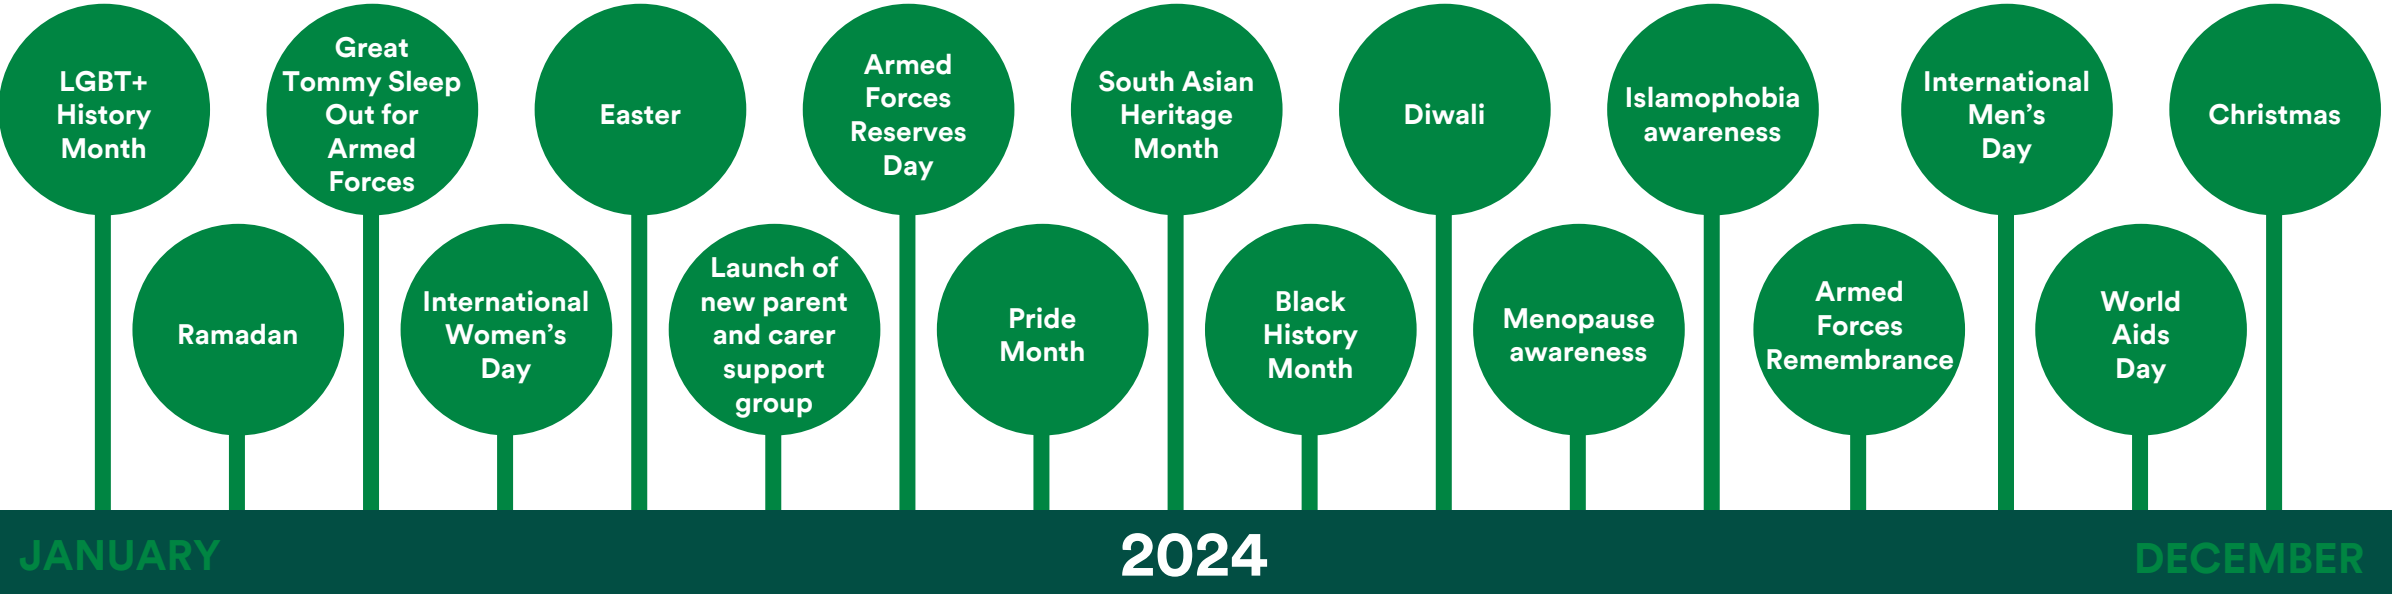 LGBT+
History
Month
Ramadan
Great
Tommy Sleep
Out for
Armed
Forces
International
Women’s
Day
Easter
Launch of
new parent
and carer
support
group
Armed
Forces
Reserves
Day
Pride
Month
South Asian
Heritage
Month
Black
History
Month
Diwali
Menopause
awareness
Islamophobia
awareness
Armed
Forces
Remembrance
International
Men’s
Day
World
Aids
Day
Christmas
JANUARY
2024
DECEMBER